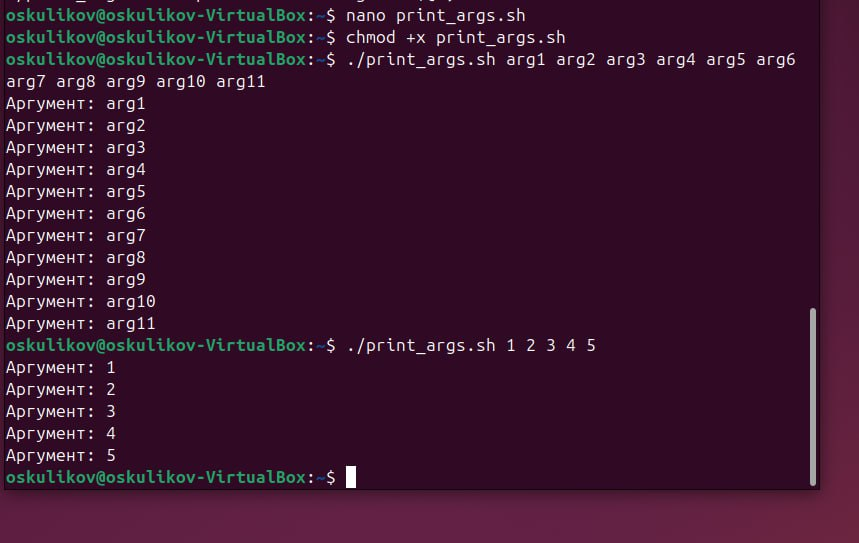 oskulikov@oskulikov-VirtualBox:~$ nano print_args.sh
oskulikov@oskulikov-VirtualBox:~$ chmod +x print_args.sh
oskulikov@oskulikov-VirtualBox:~$ ./print_args.sh arg1 arg2 arg3 arg4 arg5 arg6
arg7 arg8 arg9 arg10 arg11
Аргумент: arg1
Аргумент: arg2
Аргумент: arg3
Аргумент: arg4
Аргумент: arg5
Аргумент: arg6
Аргумент: arg7
Аргумент: arg8
Аргумент: arg9
Аргумент: arg10
Аргумент: arg11
oskulikov@oskulikov-VirtualBox:~$ ./print_args.sh 1 2 3 4 5
Аргумент: 1
Аргумент: 2
Аргумент: 3
Аргумент: 4
Аргумент: 5
oskulikov@oskulikov-VirtualBox:~$